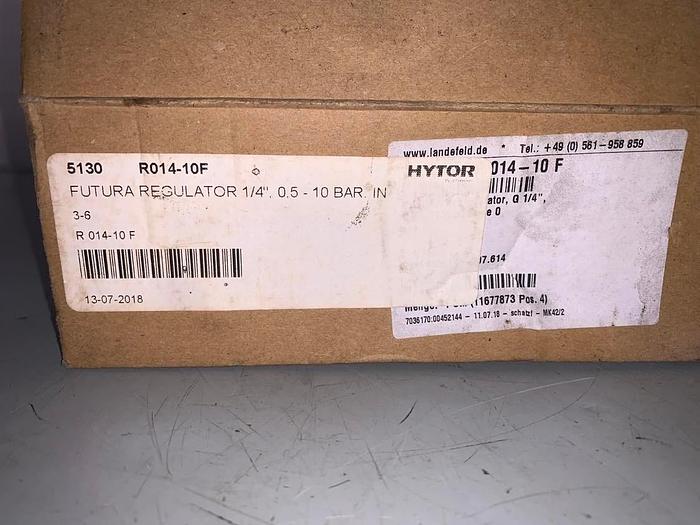 5130 R014-10F
HYTOR
FUTURA REGULATOR 1/4", 0.5 - 10 BAR. IN
3-6
R 014-10 F
13-07-2018
www.landefeld.de * Tel.: +49 (0) 561-958 859
014-10 F
ator, G 1/4",
e 0
07.614
(11677873 Pos. 4)
7036170:00452144 - 11.07.18 - schatzf - MK42/2